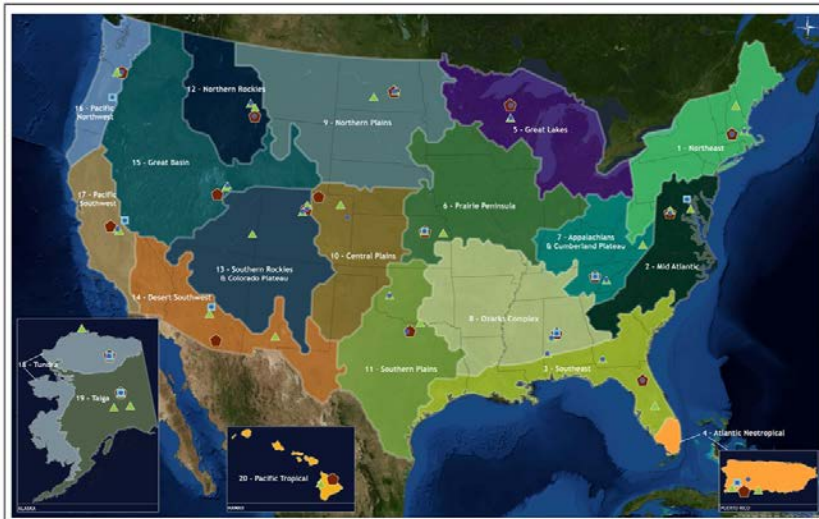 12 - Northern Rockies
16 - Pacific
Northwest
9 - Northern Plains
5 - Great Lakes
1 - Northeast
15 - Great Basin
17 - Pacific
Southwest
6 - Prairie Peninsula
7 - Appalachians
& Cumberland Plateau
10 - Central Plains
2 - Mid Atlantic
13 - Southern Rockies
& Colorado Plateau
14 - Desert Southwest
8 - Ozarks Complex
18 - Tundra
11 - Southern Plains
3 - Southeast
19 - Taiga
4 - Atlantic Neotropical
20 - Pacific Tropical
ALASKA
HAWAII
PUERTO RICO